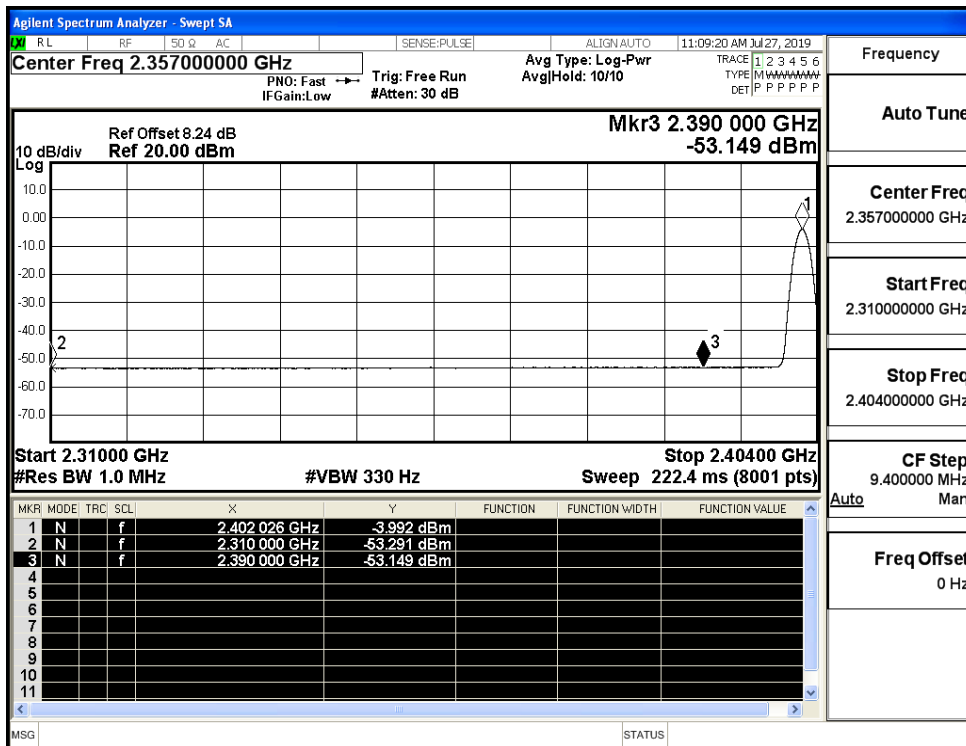 Agilent Spectrum Analyzer - Swept SA
LXI RL RF 50 Ω AC SENSE:PULSE ALIGNAUTO 11:09:20 AM Jul 27, 2019
Center Freq 2.357000000 GHz
PNO: Fast
IFGain:Low
Trig: Free Run
#Atten: 30 dB
Avg Type: Log-Pwr
Avg|Hold: 10/10
TRACE 1 2 3 4 5 6
TYPE M WWWWW
DET P P P P P P
Frequency
Auto Tune
Center Freq
2.357000000 GHz
Start Freq
2.310000000 GHz
Stop Freq
2.404000000 GHz
CF Step
9.400000 MHz
Auto Man
Freq Offset
0 Hz
Mkr3 2.390 000 GHz
-53.149 dBm
Ref Offset 8.24 dB
10 dB/div Ref 20.00 dBm
Log
10.0
0.00
-10.0
-20.0
-30.0
-40.0
-50.0
-60.0
-70.0
1
2
3
Start 2.31000 GHz Stop 2.40400 GHz
#Res BW 1.0 MHz #VBW 330 Hz Sweep 222.4 ms (8001 pts)
MKR MODE TRC SCL X Y FUNCTION FUNCTION WIDTH FUNCTION VALUE
1 N f 2.402 026 GHz -3.992 dBm
2 N f 2.310 000 GHz -53.291 dBm
3 N f 2.390 000 GHz -53.149 dBm
4
5
6
7
8
9
10
11
MSG STATUS